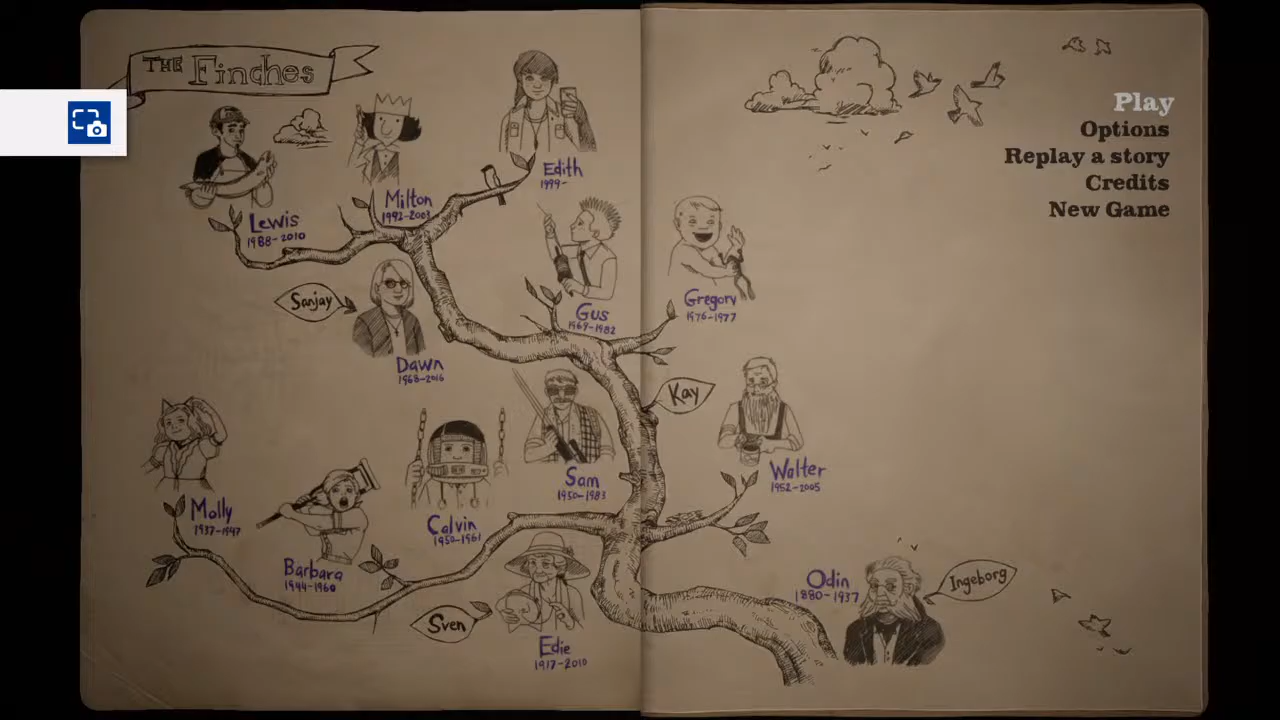 THE Finches
Edith
1999-
Lewis
1988-2010
Milton
1992-2003
Sanjay
Dawn
1968-2016
Gus
1969-1982
Gregory
1976-1977
Kay
Sam
1950-1983
Walter
1952-2005
Molly
1937-1947
Barbara
1944-1960
Calvin
1950-1961
Sven
Edie
1917-2010
Odin
1880-1937
Ingeborg
Play
Options
Replay a story
Credits
New Game